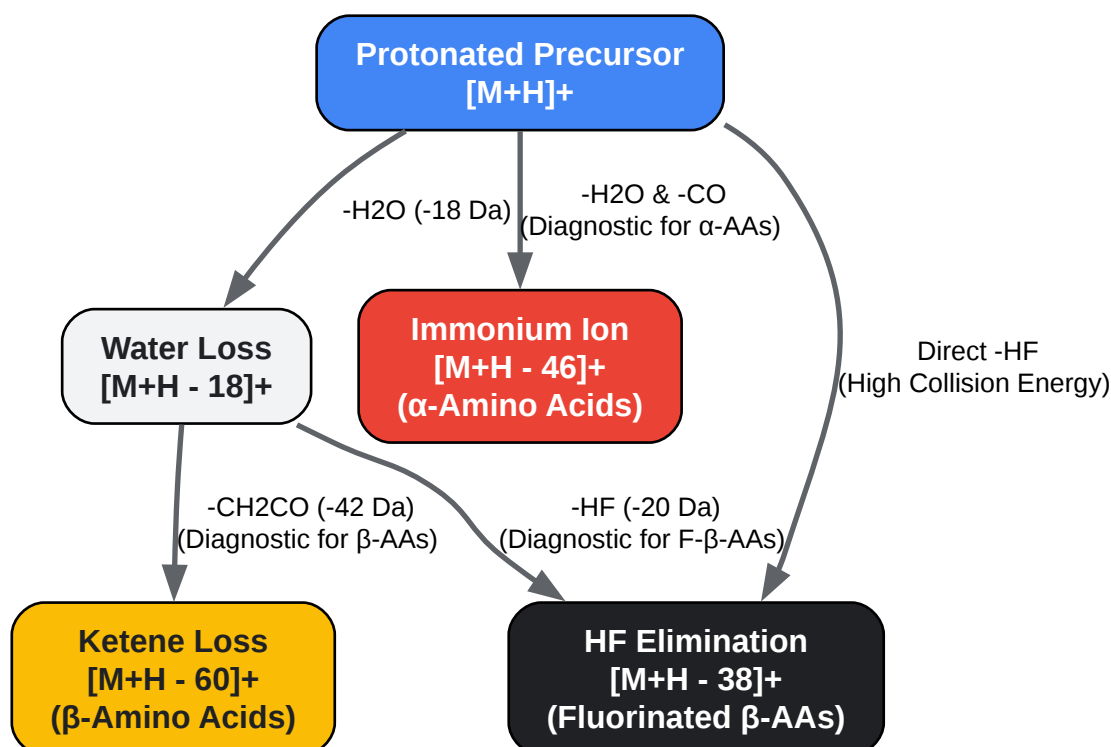 Protonated Precursor
[M+H]+
-H2O (-18 Da)
-H2O & -CO
(Diagnostic for α-AAs)
Direct -HF
(High Collision Energy)
Water Loss
[M+H - 18]+
Immonium Ion
[M+H - 46]+
(α-Amino Acids)
-CH2CO (-42 Da)
(Diagnostic for β-AAs)
-HF (-20 Da)
(Diagnostic for F-β-AAs)
Ketene Loss
[M+H - 60]+
(β-Amino Acids)
HF Elimination
[M+H - 38]+
(Fluorinated β-AAs)